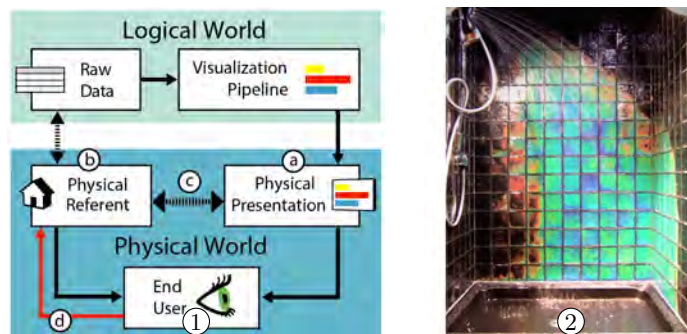 Logical World
Raw
Data
Visualization
Pipeline
b
a
c
Physical
Referent
Physical
Presentation
Physical World
End
User
d
1
2